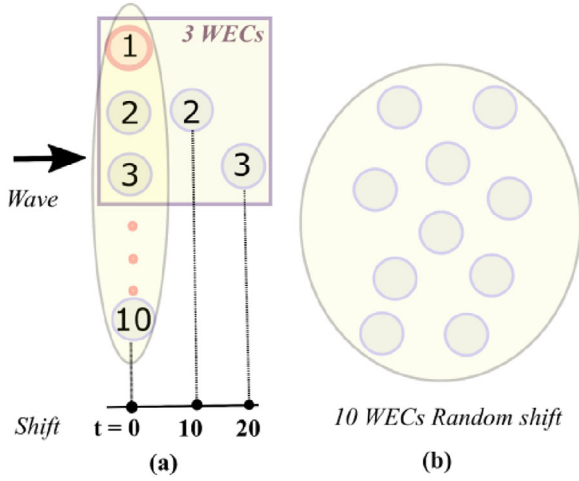 3 WECs
1
2 2
3 3
Wave
10
Shift t = 0 10 20
10 WECs Random shift
(a) (b)